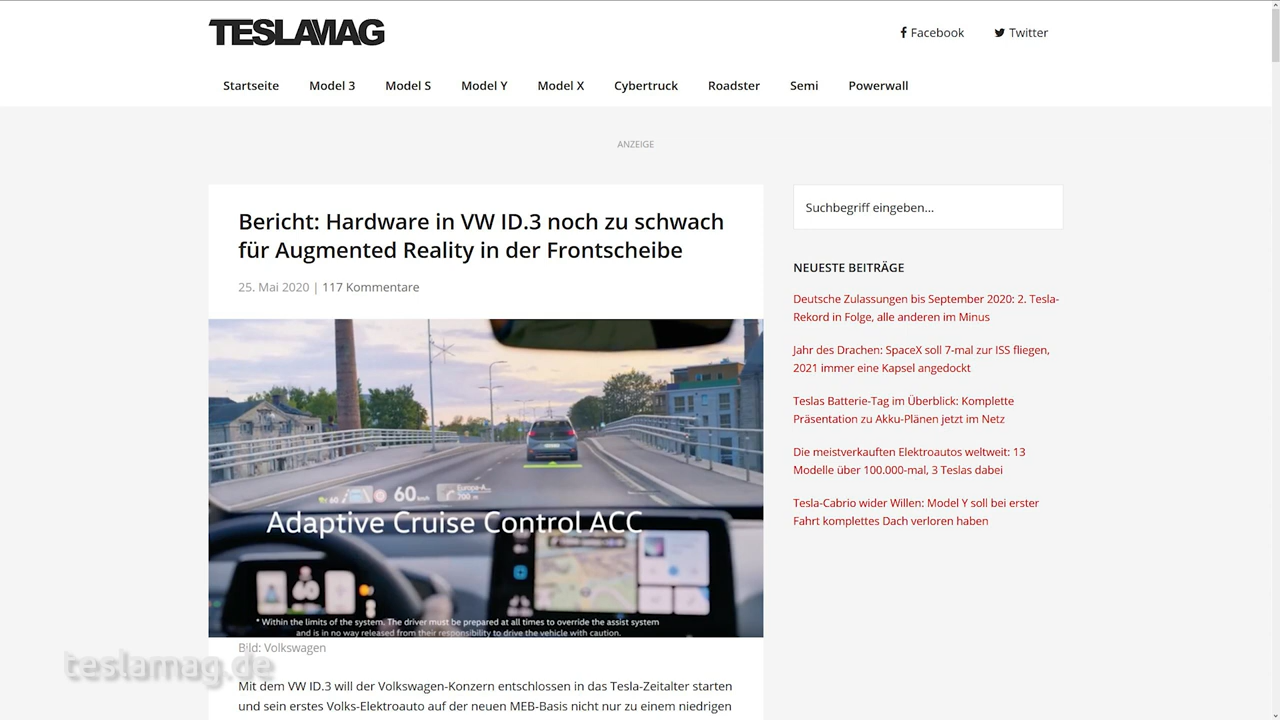 TESLAMAG
Facebook
Twitter
Startseite
Model 3
Model S
Model Y
Model X
Cybertruck
Roadster
Semi
Powerwall
ANZEIGE
Bericht: Hardware in VW ID.3 noch zu schwach
für Augmented Reality in der Frontscheibe
25. Mai 2020 | 117 Kommentare
60
60 km/h
Europa-A...
700 m
Adaptive Cruise Control ACC
60
* Within the limits of the system. The driver must be prepared at all times to override the assist system
and is in no way released from their responsibility to drive the vehicle with caution.
Bild: Volkswagen
teslamag.de
Mit dem VW ID.3 will der Volkswagen-Konzern entschlossen in das Tesla-Zeitalter starten
und sein erstes Volks-Elektroauto auf der neuen MEB-Basis nicht nur zu einem niedrigen
Suchbegriff eingeben...
NEUESTE BEITRÄGE
Deutsche Zulassungen bis September 2020: 2. Tesla-
Rekord in Folge, alle anderen im Minus
Jahr des Drachen: SpaceX soll 7-mal zur ISS fliegen,
2021 immer eine Kapsel angedockt
Teslas Batterie-Tag im Überblick: Komplette
Präsentation zu Akku-Plänen jetzt im Netz
Die meistverkauften Elektroautos weltweit: 13
Modelle über 100.000-mal, 3 Teslas dabei
Tesla-Cabrio wider Willen: Model Y soll bei erster
Fahrt komplettes Dach verloren haben